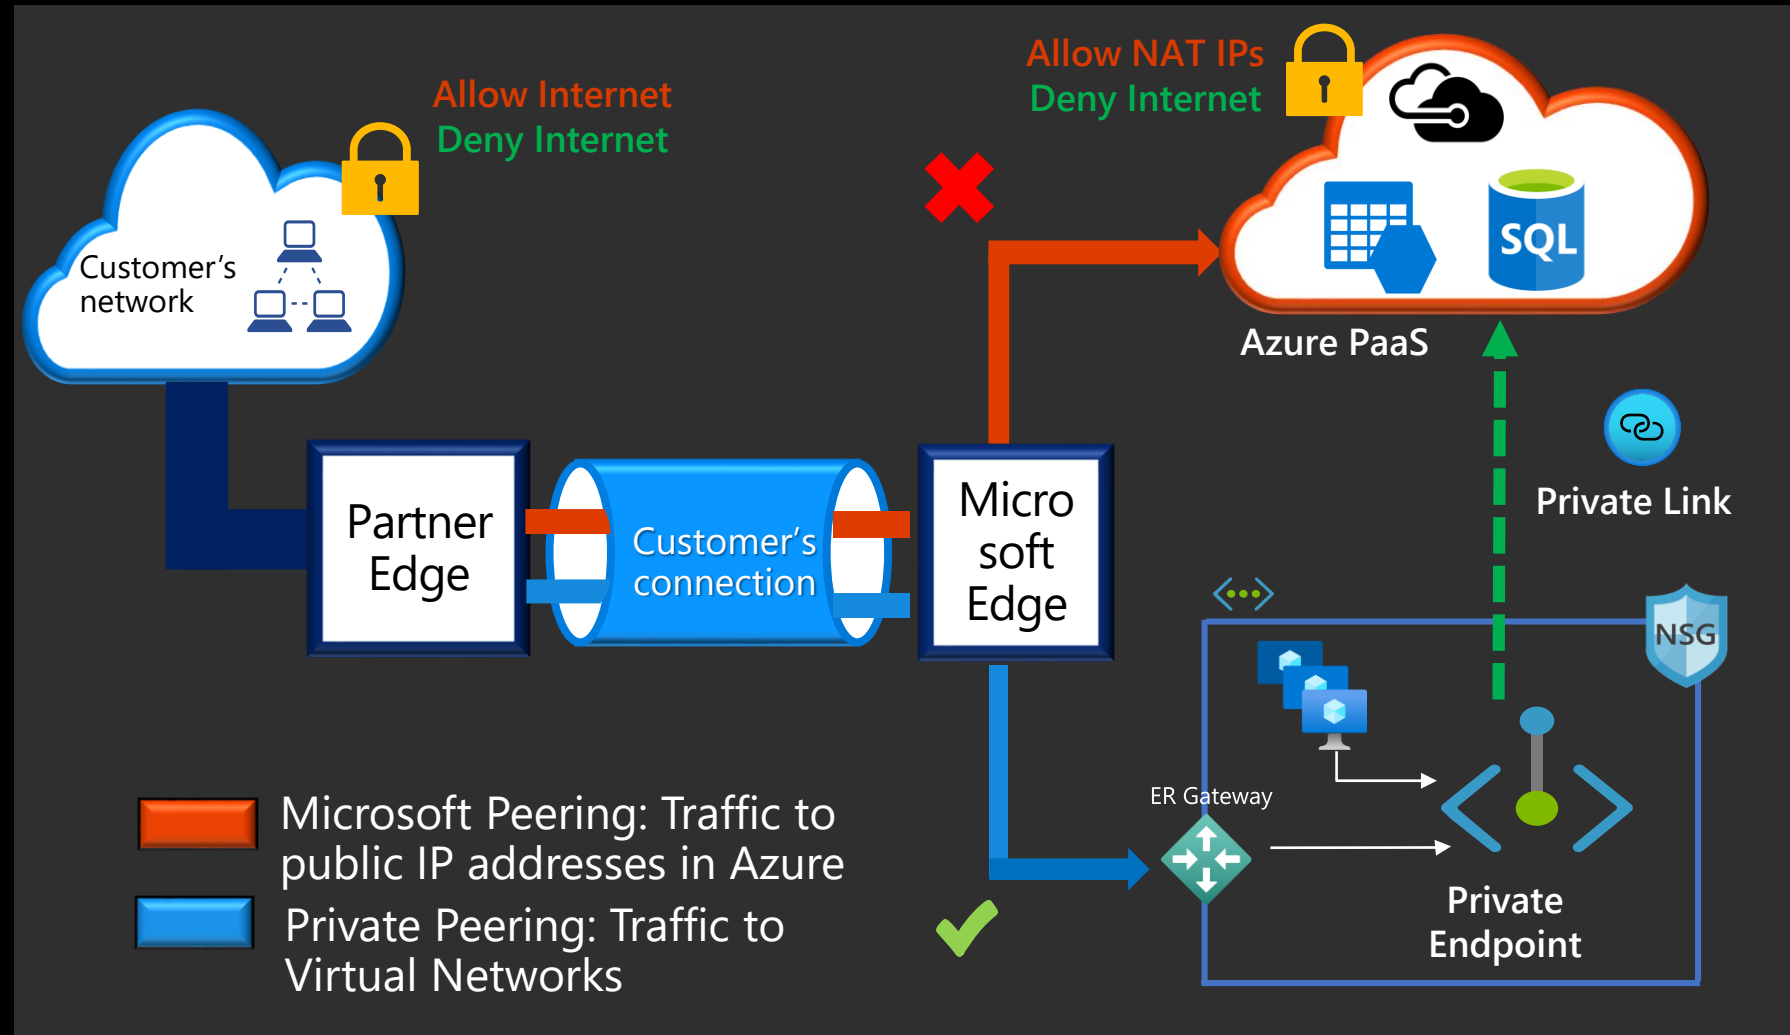 Allow Internet
Deny Internet
Allow NAT IPs
Deny Internet
Customer's
network
SQL
Azure PaaS
Private Link
Partner
Edge
Customer's
connection
Micro
soft
Edge
NSG
ER Gateway
Private
Endpoint
Microsoft Peering: Traffic to
public IP addresses in Azure
Private Peering: Traffic to
Virtual Networks